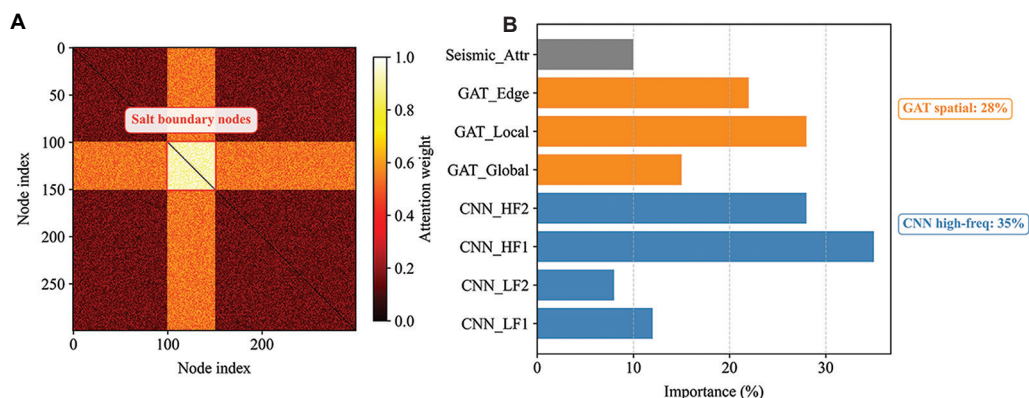 A
0
50
100
150
200
250
Node index
0
100
200
Node index
Salt boundary nodes
1.0
0.8
0.6
0.4
0.2
0.0
Attention weight
B
Seismic_Attr
GAT_Edge
GAT_Local
GAT_Global
CNN_HF2
CNN_HF1
CNN_LF2
CNN_LF1
0
10
20
30
Importance (%)
GAT spatial: 28%
CNN high-freq: 35%